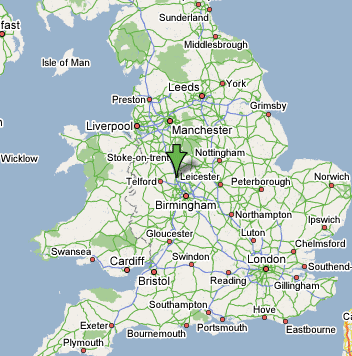 Sunderland
fast
Middlesbrough
Isle of Man
York
Leeds
Preston
Grimsby
Liverpool
Manchester
Wicklow
Stoke-on-trent
Nottingham
Telford
Leicester
Norwich
Peterborough
Birmingham
Northampton
Ipswich
Gloucester
Luton
Chelmsford
Swansea
Cardiff
Swindon
London
Southend-
Bristol
Reading
Gillingham
Southampton
Hove
Ca
Exeter
Portsmouth
Eastbourne
Bournemouth
Plymouth